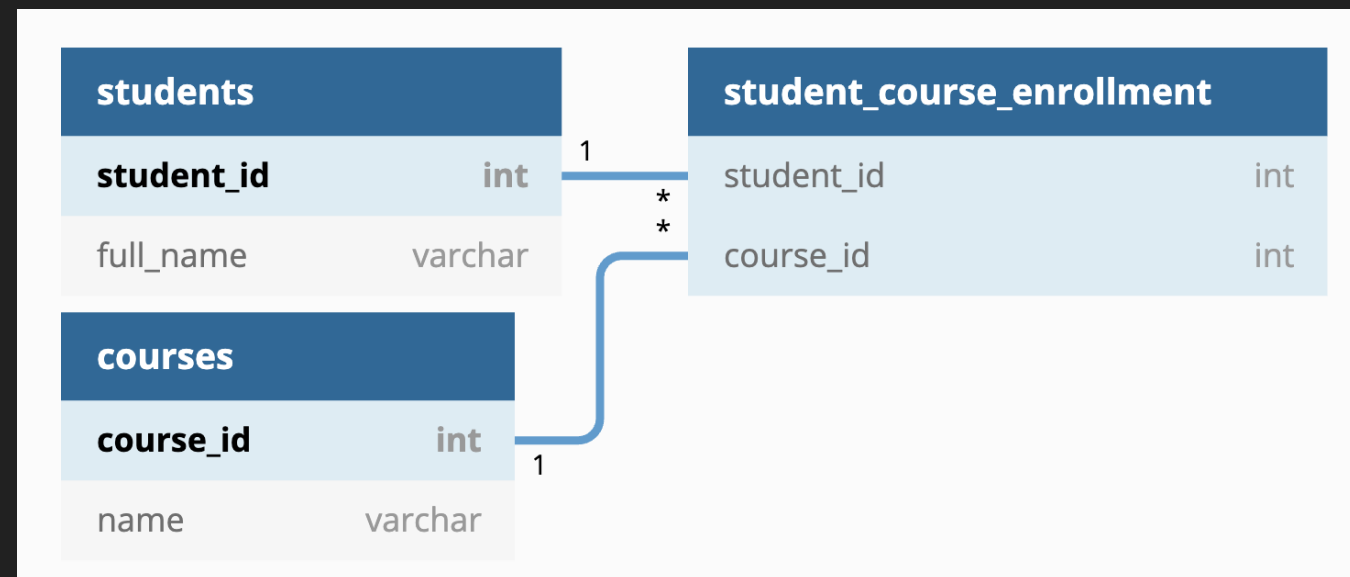 students
student_id int
full_name varchar
1
*
*
student_course_enrollment
student_id int
course_id int
courses
course_id int
name varchar
1